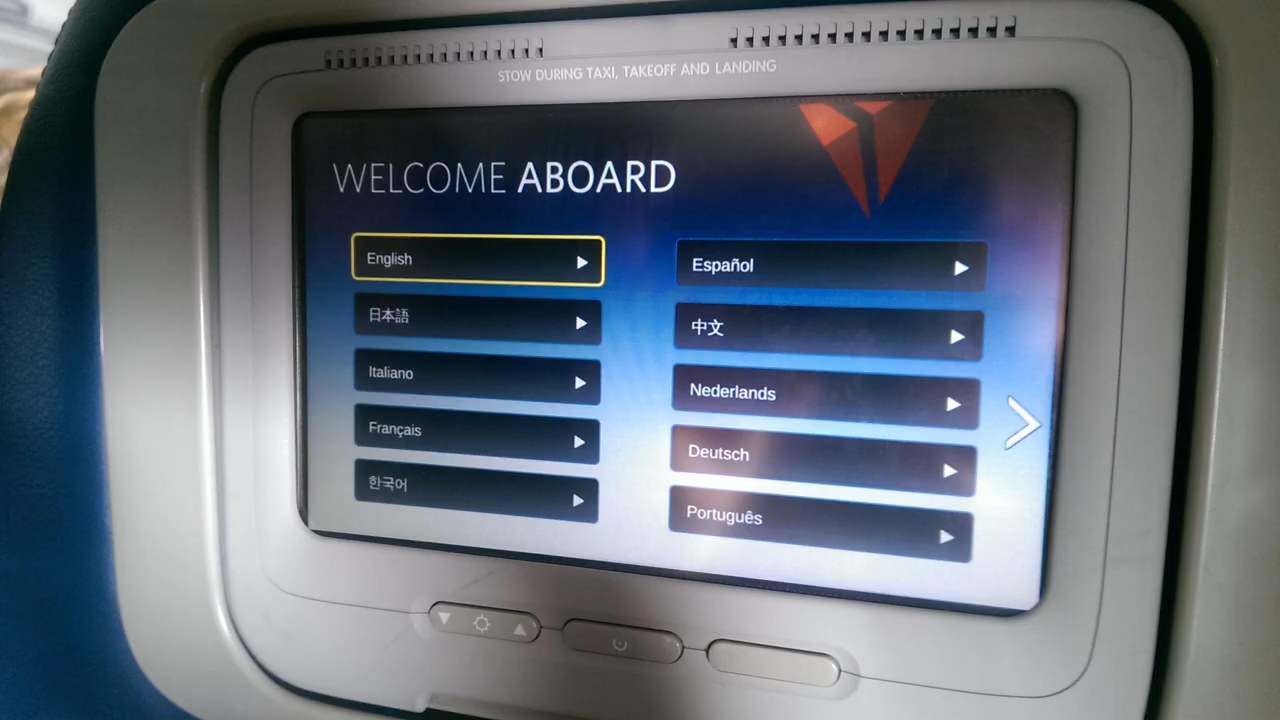 STOW DURING TAXI, TAKEOFF AND LANDING
WELCOME ABOARD
English
Español
日本語
中文
Italiano
Nederlands
Français
Deutsch
한국어
Português